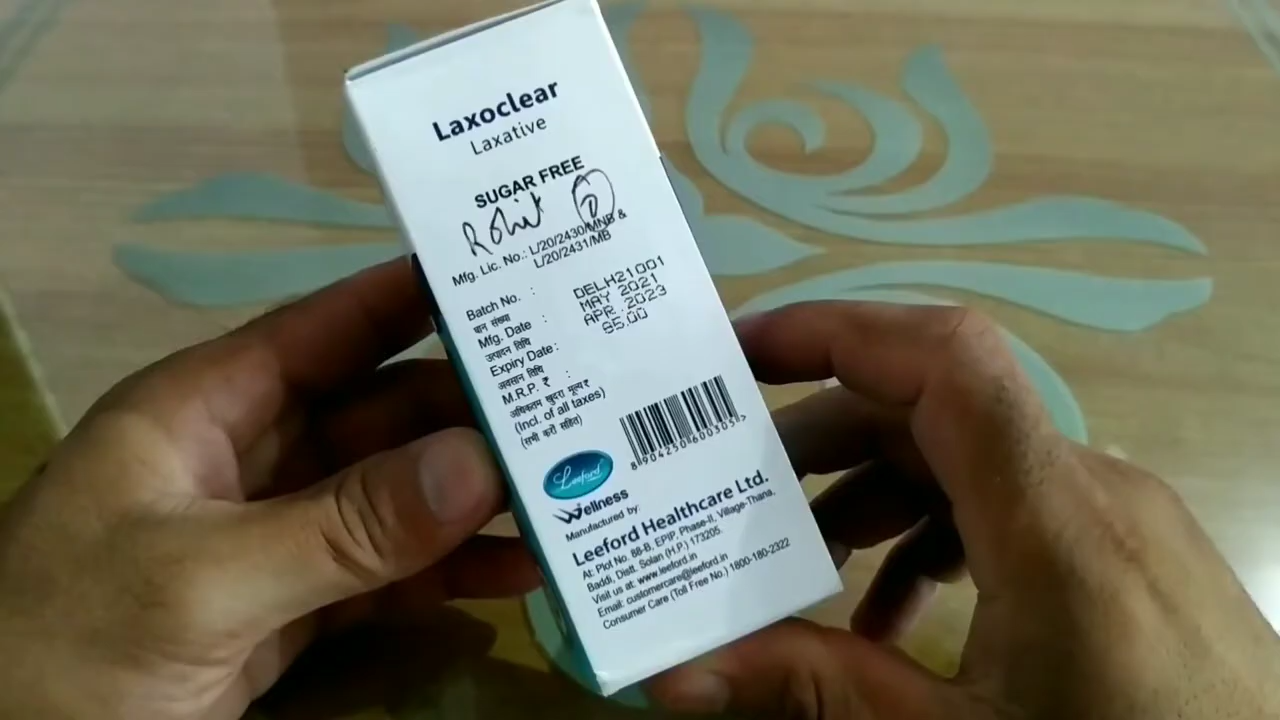 Laxoclear
Laxative
SUGAR FREE
Rohit
Mfg. Lic. No.: L/20/2430/MNB &
L/20/2431/MB
Batch No. : DELH21001
घान संख्या
Mfg. Date : MAY 2021
उत्पादन तिथि
Expiry Date : APR. 2023
अवसान तिथि
M.R.P. ₹ : 95.00
अधिकतम खुदरा मूल्य ₹
(Incl. of all taxes)
(सभी करों सहित)
8 904250 600303 >
Leeford
Wellness
Manufactured by:
Leeford Healthcare Ltd.
At: Plot No. 88-B, EPIP, Phase-II, Village-Thana,
Baddi, Distt. Solan (H.P.) 173205.
Visit us at: www.leeford.in
Email: customercare@leeford.in
Consumer Care (Toll Free No.) 1800-180-2322